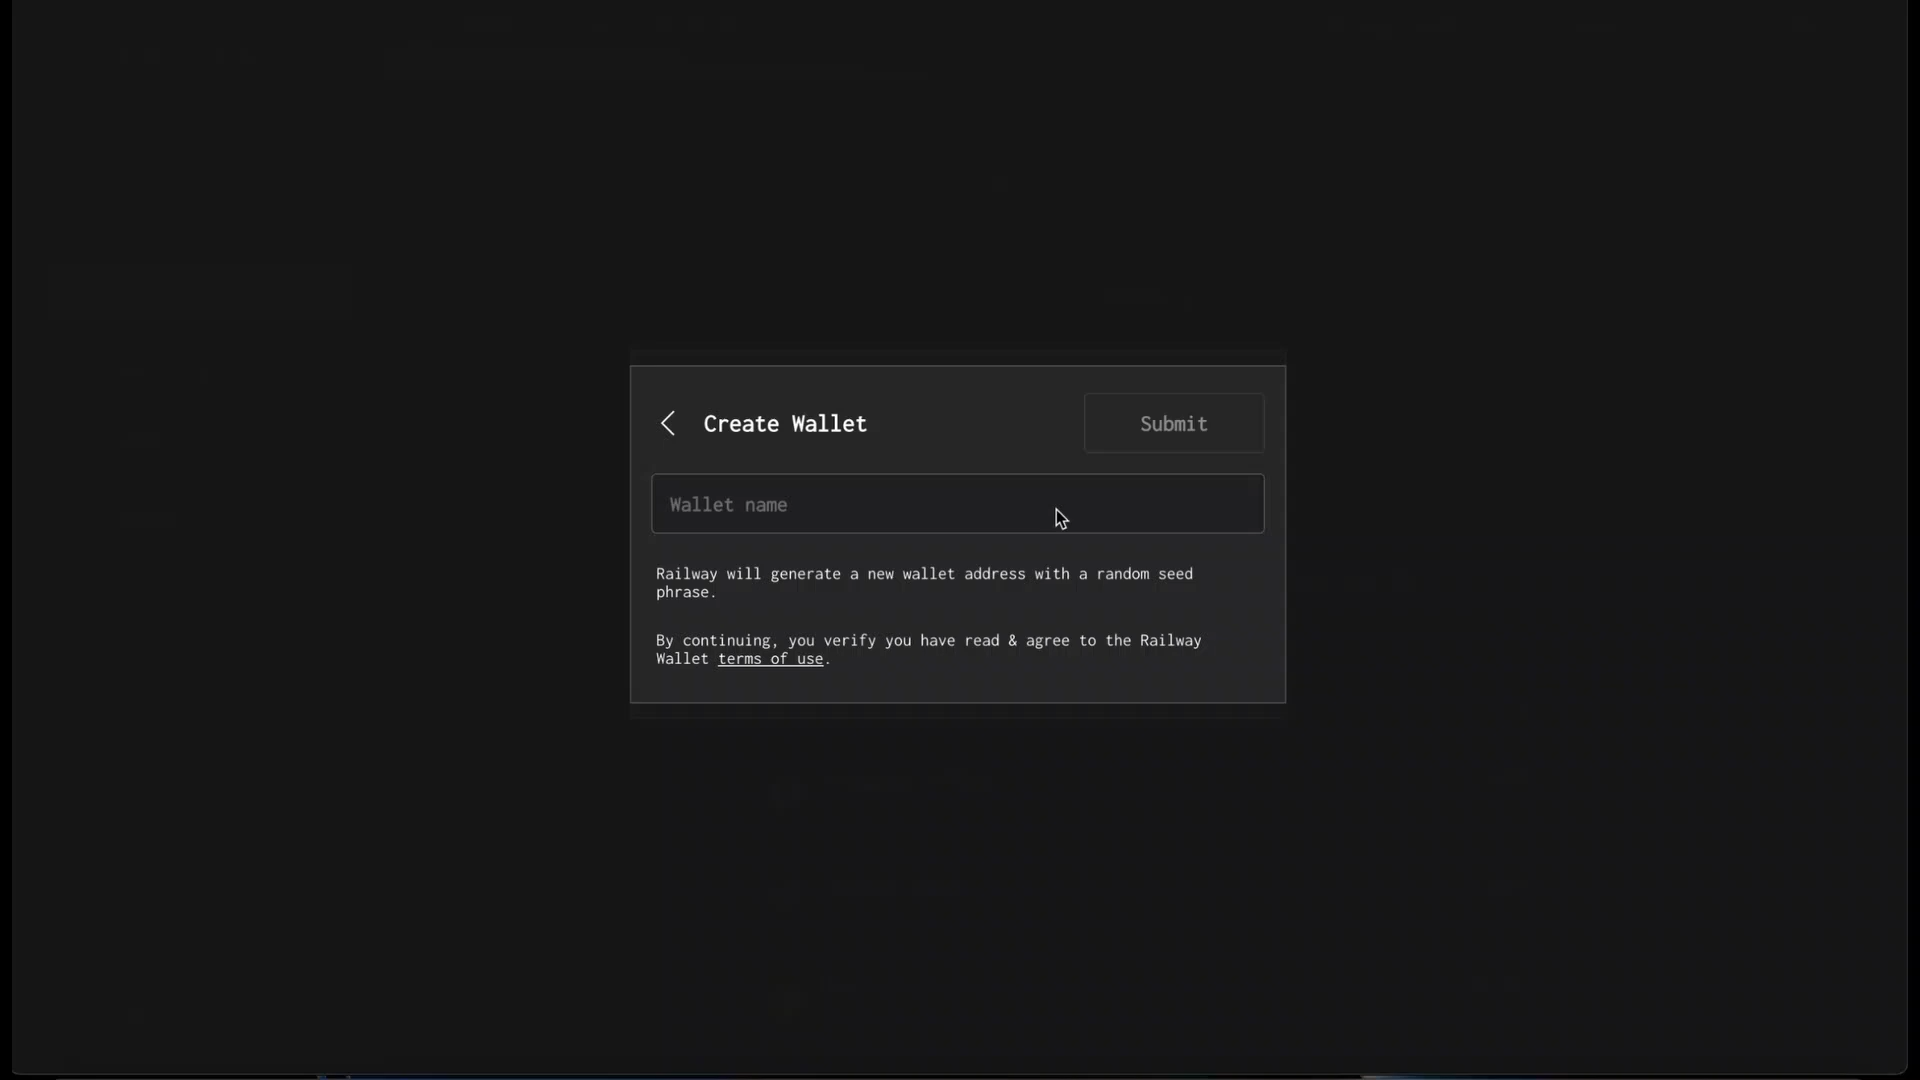 Create Wallet
Submit
Wallet name
Railway will generate a new wallet address with a random seed
phrase.
By continuing, you verify you have read & agree to the Railway
Wallet terms of use.